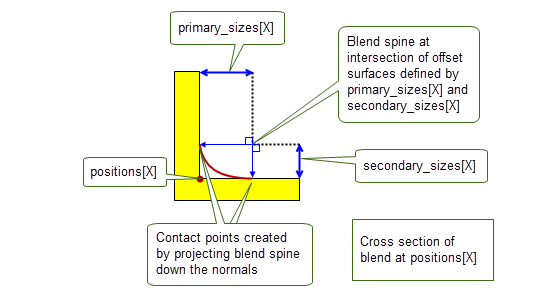 primary_sizes[X]
Blend spine at
intersection of offset
surfaces defined by
primary_sizes[X] and
secondary_sizes[X]
positions[X]
secondary_sizes[X]
Contact points created
by projecting blend spine
down the normals
Cross section of
blend at positions[X]